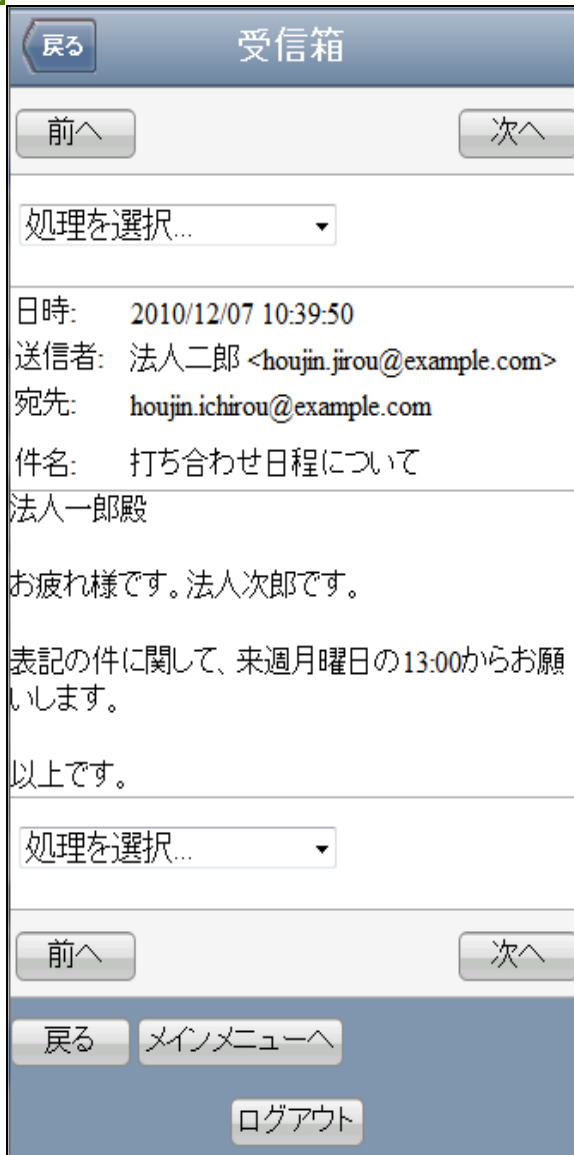 戻る 受信箱
前へ 次へ
処理を選択...
日時: 2010/12/07 10:39:50
送信者: 法人二郎 <houjin.jirou@example.com>
宛先: houjin.ichirou@example.com
件名: 打ち合わせ日程について
法人一郎殿
お疲れ様です。法人次郎です。
表記の件に関して、来週月曜日の13:00からお願
いします。
以上です。
処理を選択...
前へ 次へ
戻る メインメニューへ
ログアウト